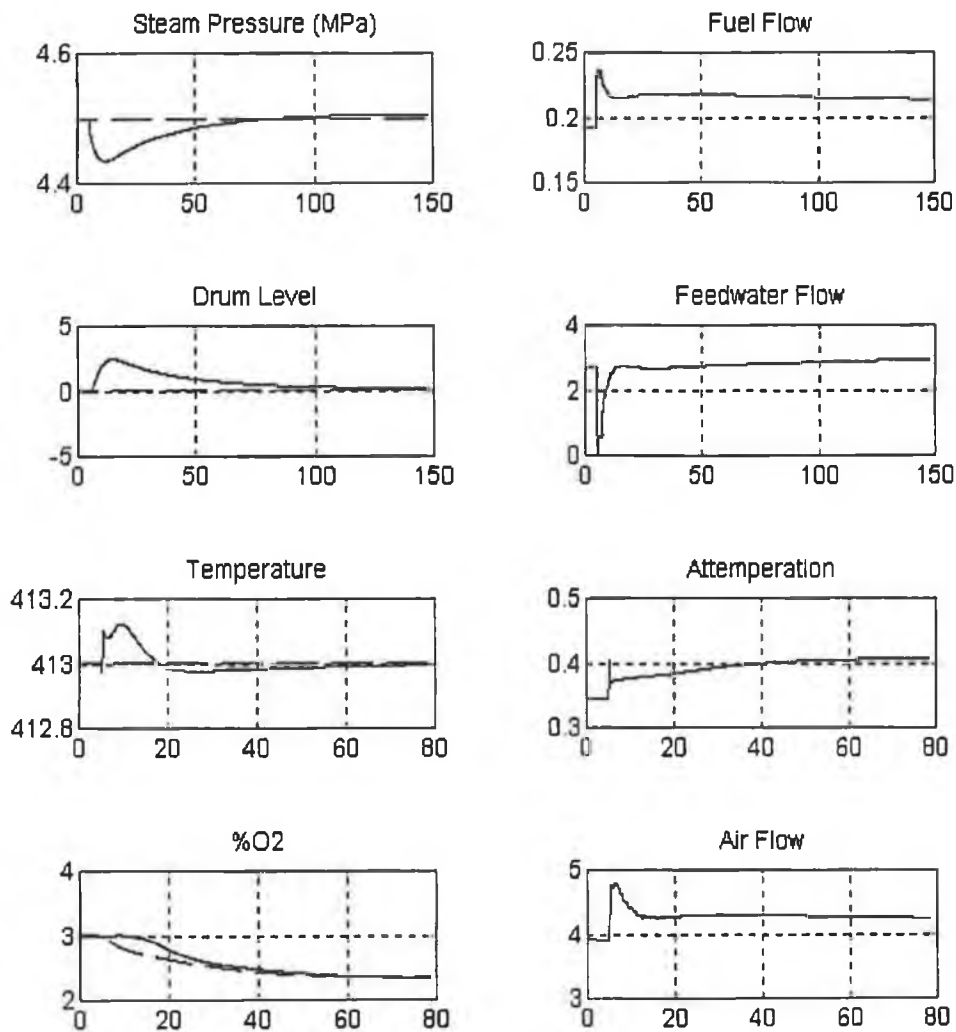 Steam Pressure (MPa)
4.6
4.4
0 50 100 150
Fuel Flow
0.25
0.2
0.15
0 50 100 150
Drum Level
5
0
-5
0 50 100 150
Feedwater Flow
4
2
0
0 50 100 150
Temperature
413.2
413
412.8
0 20 40 60 80
Attemperation
0.5
0.4
0.3
0 20 40 60 80
%O2
4
3
2
0 20 40 60 80
Air Flow
5
4
3
0 20 40 60 80